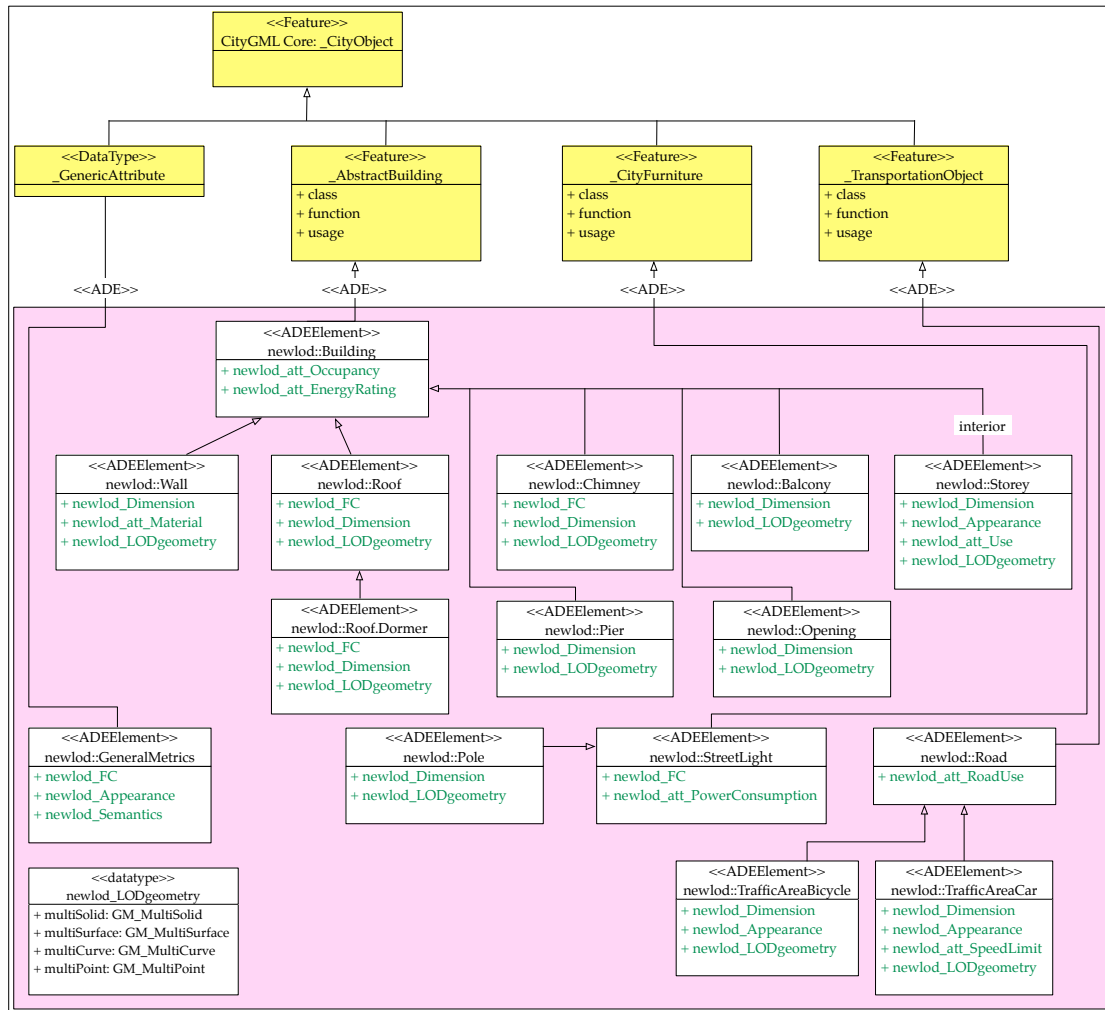 <<Feature>>
CityGML Core: _CityObject
<<DataType>>
_GenericAttribute
<<Feature>>
_AbstractBuilding
+ class
+ function
+ usage
<<Feature>>
_CityFurniture
+ class
+ function
+ usage
<<Feature>>
_TransportationObject
+ class
+ function
+ usage
<<ADE>>
<<ADE>>
<<ADE>>
<<ADE>>
<<ADEElement>>
newlod::Building
+ newlod_att_Occupancy
+ newlod_att_EnergyRating
interior
<<ADEElement>>
newlod::Wall
+ newlod_Dimension
+ newlod_att_Material
+ newlod_LODgeometry
<<ADEElement>>
newlod::Roof
+ newlod_FC
+ newlod_Dimension
+ newlod_LODgeometry
<<ADEElement>>
newlod::Chimney
+ newlod_FC
+ newlod_Dimension
+ newlod_LODgeometry
<<ADEElement>>
newlod::Balcony
+ newlod_Dimension
+ newlod_LODgeometry
<<ADEElement>>
newlod::Storey
+ newlod_Dimension
+ newlod_Appearance
+ newlod_att_Use
+ newlod_LODgeometry
<<ADEElement>>
newlod::Roof.Dormer
+ newlod_FC
+ newlod_Dimension
+ newlod_LODgeometry
<<ADEElement>>
newlod::Pier
+ newlod_Dimension
+ newlod_LODgeometry
<<ADEElement>>
newlod::Opening
+ newlod_Dimension
+ newlod_LODgeometry
<<ADEElement>>
newlod::GeneralMetrics
+ newlod_FC
+ newlod_Appearance
+ newlod_Semantics
<<ADEElement>>
newlod::Pole
+ newlod_Dimension
+ newlod_LODgeometry
<<ADEElement>>
newlod::StreetLight
+ newlod_FC
+ newlod_att_PowerConsumption
<<ADEElement>>
newlod::Road
+ newlod_att_RoadUse
<<datatype>>
newlod_LODgeometry
+ multiSolid: GM_MultiSolid
+ multiSurface: GM_MultiSurface
+ multiCurve: GM_MultiCurve
+ multiPoint: GM_MultiPoint
<<ADEElement>>
newlod::TrafficAreaBicycle
+ newlod_Dimension
+ newlod_Appearance
+ newlod_LODgeometry
<<ADEElement>>
newlod::TrafficAreaCar
+ newlod_Dimension
+ newlod_Appearance
+ newlod_att_SpeedLimit
+ newlod_LODgeometry